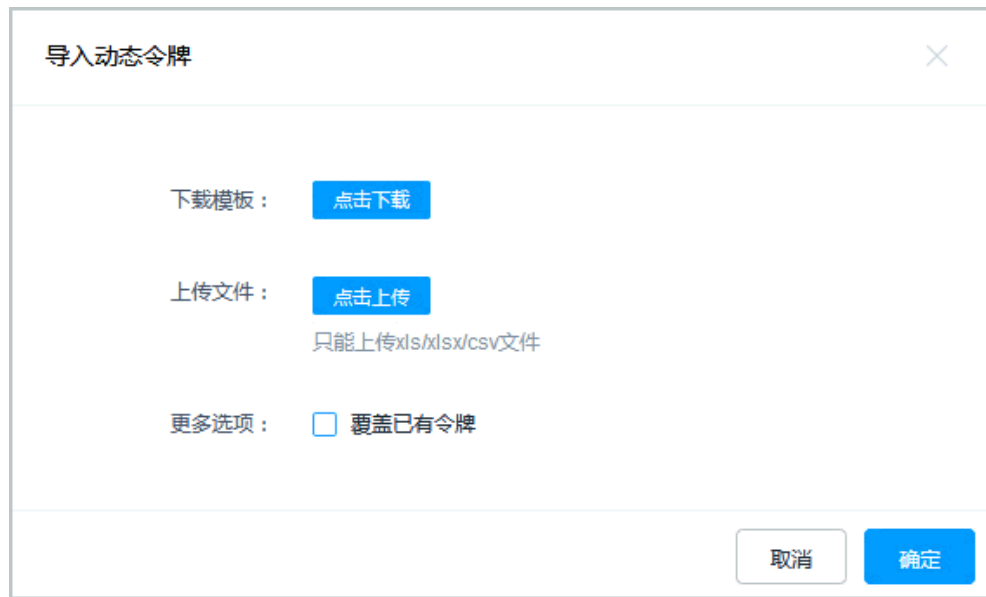 导入动态令牌
下载模板：
点击下载
上传文件：
点击上传
只能上传xls/xlsx/csv文件
更多选项：
覆盖已有令牌
取消
确定